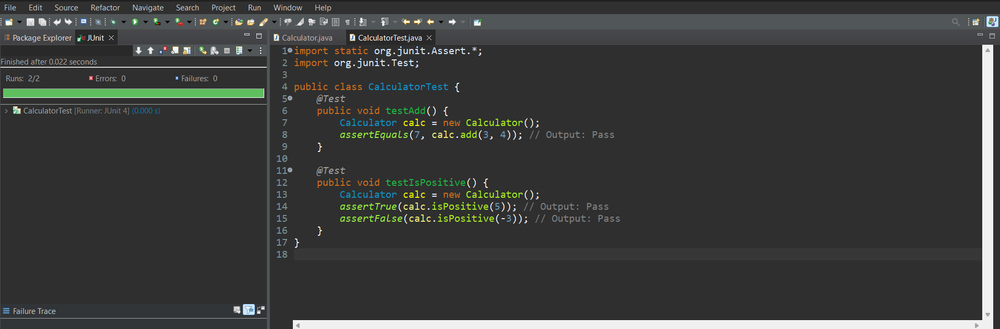 File Edit Source Refactor Navigate Search Project Run Window Help
Package Explorer JUnit
Finished after 0.022 seconds
Runs: 2/2 Errors: 0 Failures: 0
CalculatorTest [Runner: JUnit 4] (0.000 s)
Failure Trace
Calculator.java CalculatorTest.java
1 import static org.junit.Assert.*;
2 import org.junit.Test;
3
4 public class CalculatorTest {
5 @Test
6 public void testAdd() {
7 Calculator calc = new Calculator();
8 assertEquals(7, calc.add(3, 4)); // Output: Pass
9 }
10
11 @Test
12 public void testIsPositive() {
13 Calculator calc = new Calculator();
14 assertTrue(calc.isPositive(5)); // Output: Pass
15 assertFalse(calc.isPositive(-3)); // Output: Pass
16 }
17 }
18